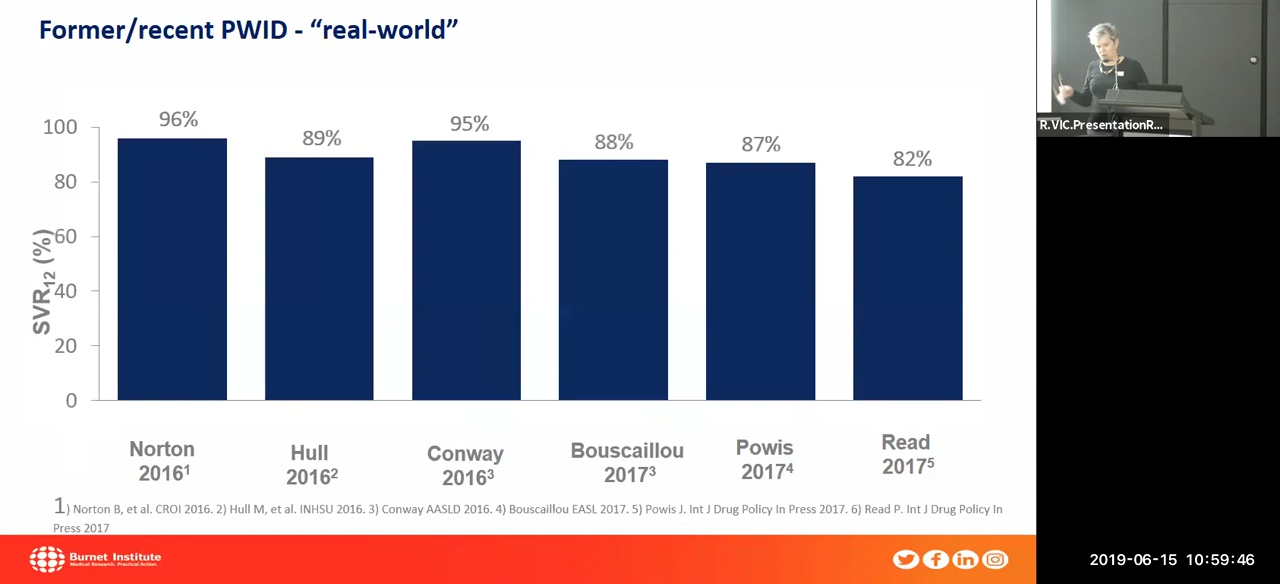 Former/recent PWID - “real-world”
SVR12 (%)
100
80
60
40
20
0
96%
89%
95%
88%
87%
82%
Norton
2016¹
Hull
2016²
Conway
2016³
Bouscaillou
2017³
Powis
2017⁴
Read
2017⁵
1) Norton B, et al. CROI 2016. 2) Hull M, et al. INHSU 2016. 3) Conway AASLD 2016. 4) Bouscaillou EASL 2017. 5) Powis J. Int J Drug Policy In Press 2017. 6) Read P. Int J Drug Policy In
Press 2017
Burnet Institute
Medical Research. Practical Action.
R.VIC.PresentationR...
2019-06-15 10:59:46